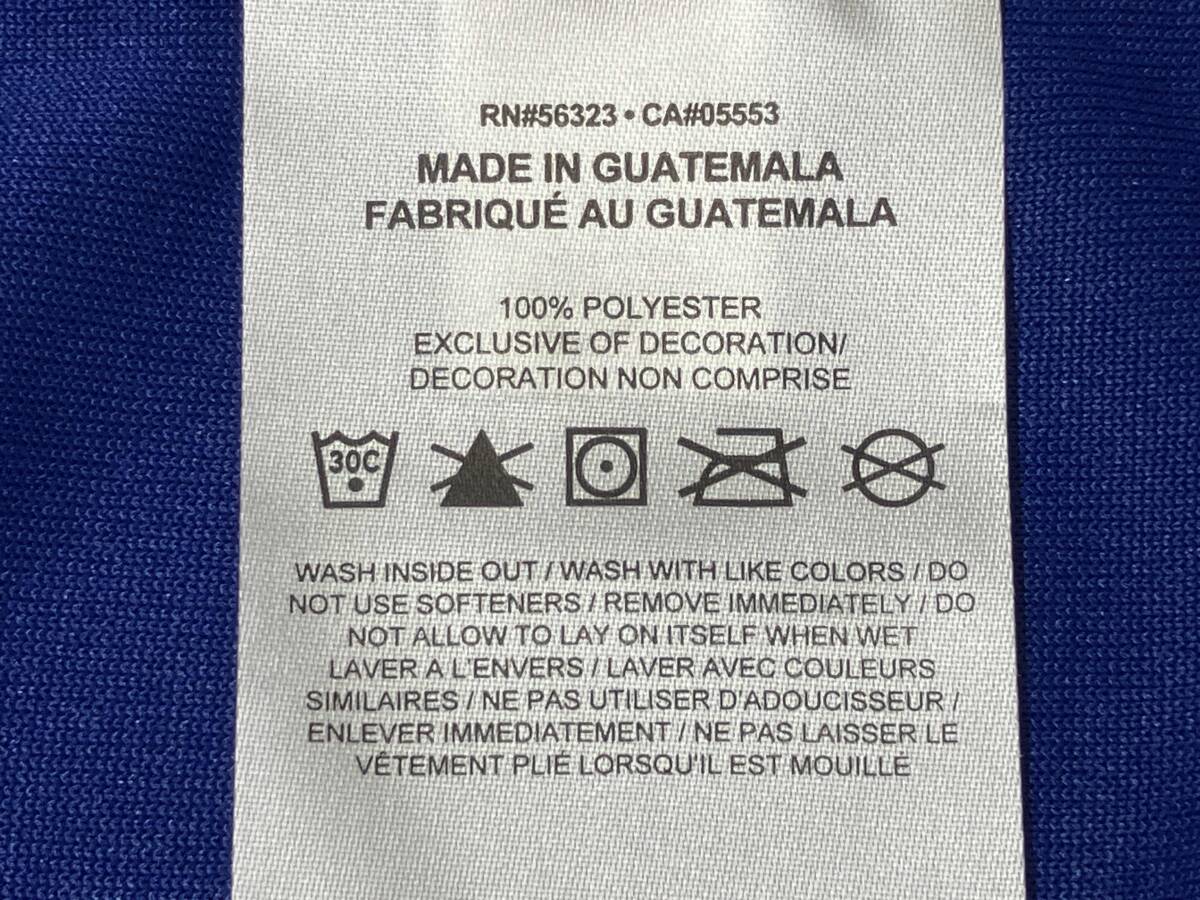 RN#56323 • CA#05553
MADE IN GUATEMALA
FABRIQUÉ AU GUATEMALA
100% POLYESTER
EXCLUSIVE OF DECORATION/
DECORATION NON COMPRISE
30C
WASH INSIDE OUT / WASH WITH LIKE COLORS / DO
NOT USE SOFTENERS / REMOVE IMMEDIATELY / DO
NOT ALLOW TO LAY ON ITSELF WHEN WET
LAVER A L'ENVERS / LAVER AVEC COULEURS
SIMILAIRES / NE PAS UTILISER D'ADOUCISSEUR /
ENLEVER IMMEDIATEMENT / NE PAS LAISSER LE
VÊTEMENT PLIÉ LORSQU'IL EST MOUILLÉ